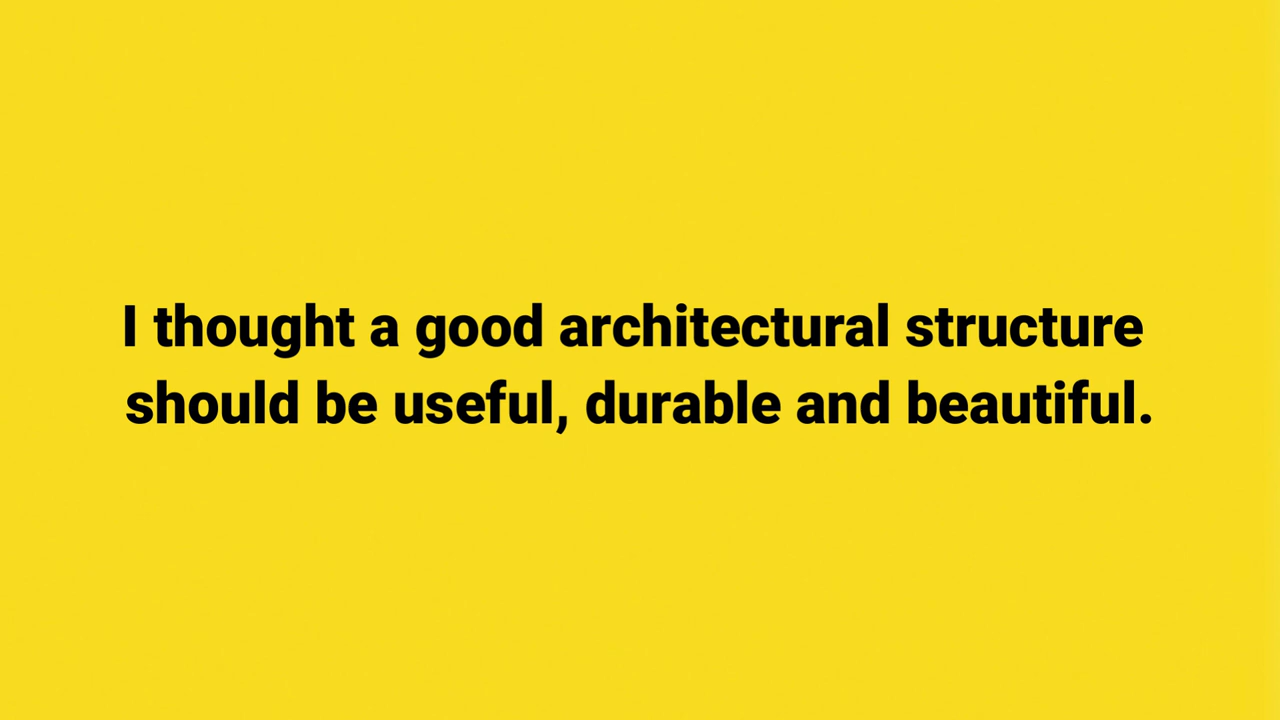 I thought a good architectural structure
should be useful, durable and beautiful.